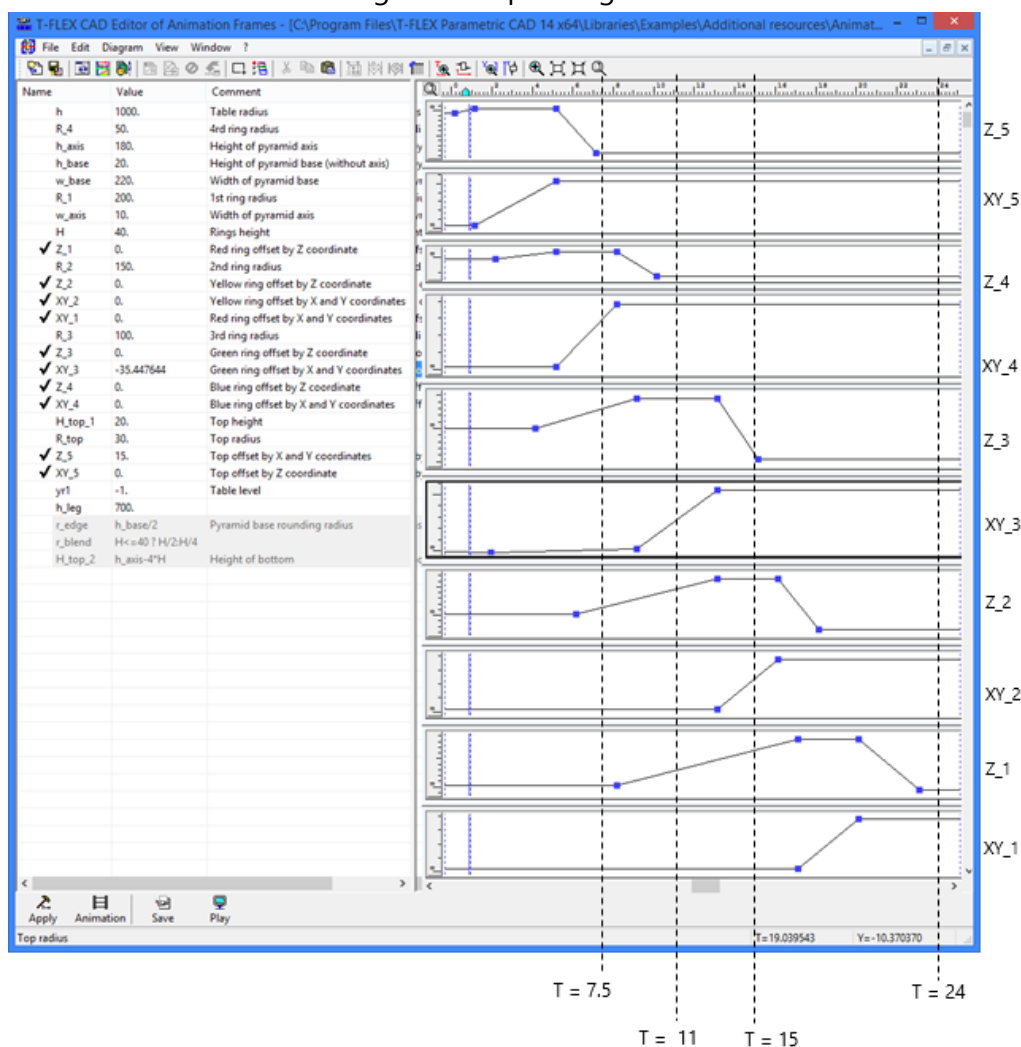 T-FLEX CAD Editor of Animation Frames - [C:\Program Files\T-FLEX Parametric CAD 14 x64\Libraries\Examples\Additional resources\Animat...
File Edit Diagram View Window ?
Name Value Comment
h 1000. Table radius
R_4 50. 4rd ring radius
h_axis 180. Height of pyramid axis
h_base 20. Height of pyramid base (without axis)
w_base 220. Width of pyramid base
R_1 200. 1st ring radius
w_axis 10. Width of pyramid axis
H 40. Rings height
Z_1 0. Red ring offset by Z coordinate
R_2 150. 2nd ring radius
Z_2 0. Yellow ring offset by Z coordinate
XY_2 0. Yellow ring offset by X and Y coordinates
XY_1 0. Red ring offset by X and Y coordinates
R_3 100. 3rd ring radius
Z_3 0. Green ring offset by Z coordinate
XY_3 -35.447644 Green ring offset by X and Y coordinates
Z_4 0. Blue ring offset by Z coordinate
XY_4 0. Blue ring offset by X and Y coordinates
H_top_1 20. Top height
R_top 30. Top radius
Z_5 15. Top offset by X and Y coordinates
XY_5 0. Top offset by Z coordinate
yr1 -1. Table level
h_leg 700.
r_edge h_base/2 Pyramid base rounding radius
r_blend H<=40 ? H/2:H/4
H_top_2 h_axis-4*H Height of bottom
Z_5
XY_5
Z_4
XY_4
Z_3
XY_3
Z_2
XY_2
Z_1
XY_1
Apply Animation Save Play
Top radius T=19.039543 Y=-10.370370
T = 7.5 T = 24
T = 11 T = 15